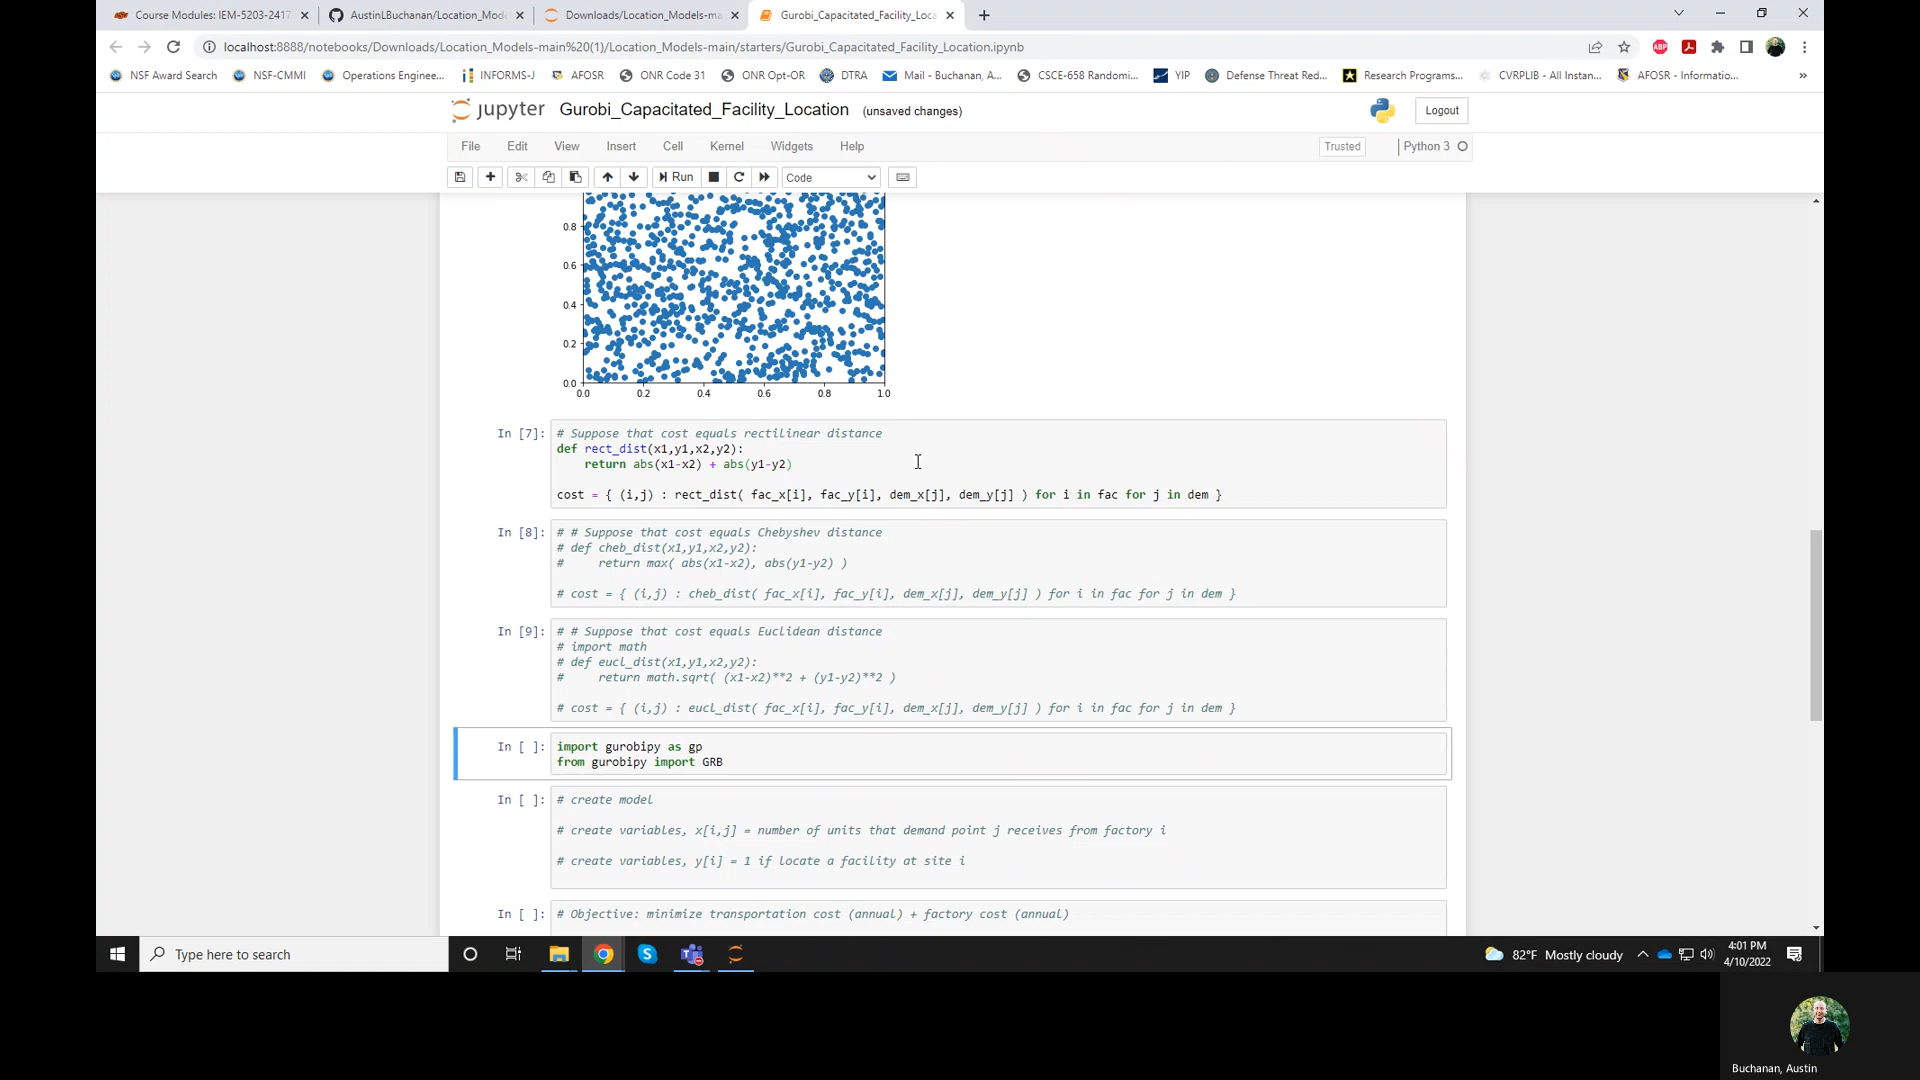 Course Modules: IEM-5203-2417
AustinLBuchanan/Location_Mode
Downloads/Location_Models-ma
Gurobi_Capacitated_Facility_Loca
localhost:8888/notebooks/Downloads/Location_Models-main%20(1)/Location_Models-main/starters/Gurobi_Capacitated_Facility_Location.ipynb
ABP
NSF Award Search
NSF-CMMI
Operations Enginee...
INFORMS-J
AFOSR
ONR Code 31
ONR Opt-OR
DTRA
Mail - Buchanan, A...
CSCE-658 Randomi...
YIP
Defense Threat Red...
Research Programs...
CVRPLIB - All Instan...
AFOSR - Informatio...
»
jupyter Gurobi_Capacitated_Facility_Location (unsaved changes)
Logout
File Edit View Insert Cell Kernel Widgets Help
Trusted
Python 3
Run
Code
0.8
0.6
0.4
0.2
0.0
0.0 0.2 0.4 0.6 0.8 1.0
In [7]:
# Suppose that cost equals rectilinear distance
def rect_dist(x1,y1,x2,y2):
return abs(x1-x2) + abs(y1-y2)
cost = { (i,j) : rect_dist( fac_x[i], fac_y[i], dem_x[j], dem_y[j] ) for i in fac for j in dem }
In [8]:
# # Suppose that cost equals Chebyshev distance
# def cheb_dist(x1,y1,x2,y2):
# return max( abs(x1-x2), abs(y1-y2) )
# cost = { (i,j) : cheb_dist( fac_x[i], fac_y[i], dem_x[j], dem_y[j] ) for i in fac for j in dem }
In [9]:
# # Suppose that cost equals Euclidean distance
# import math
# def eucl_dist(x1,y1,x2,y2):
# return math.sqrt( (x1-x2)**2 + (y1-y2)**2 )
# cost = { (i,j) : eucl_dist( fac_x[i], fac_y[i], dem_x[j], dem_y[j] ) for i in fac for j in dem }
In [ ]:
import gurobipy as gp
from gurobipy import GRB
In [ ]:
# create model
# create variables, x[i,j] = number of units that demand point j receives from factory i
# create variables, y[i] = 1 if locate a facility at site i
In [ ]:
# Objective: minimize transportation cost (annual) + factory cost (annual)
Type here to search
82°F Mostly cloudy
4:01 PM
4/10/2022
Buchanan, Austin